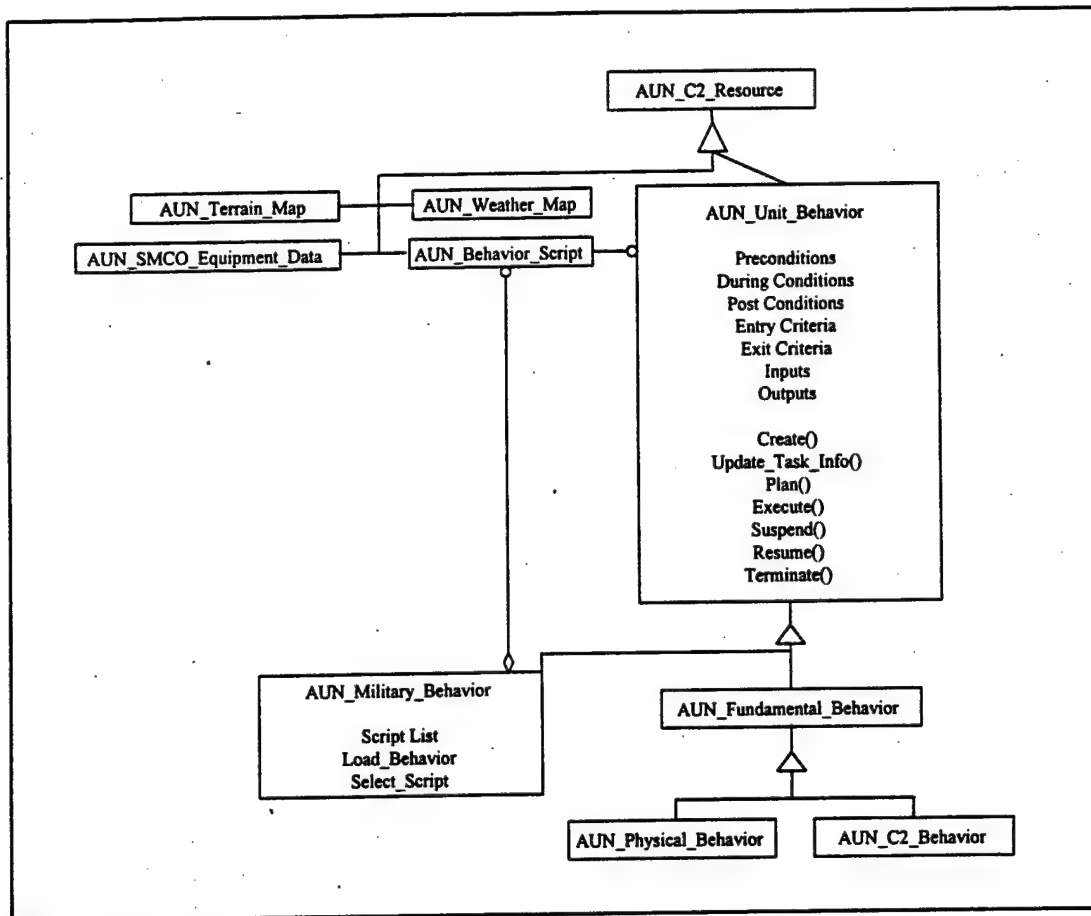 AUN_C2_Resource
AUN_Terrain_Map
AUN_Weather_Map
AUN_SMCO_Equipment_Data
AUN_Behavior_Script
AUN_Unit_Behavior
Preconditions
During Conditions
Post Conditions
Entry Criteria
Exit Criteria
Inputs
Outputs
Create()
Update_Task_Info()
Plan()
Execute()
Suspend()
Resume()
Terminate()
AUN_Military_Behavior
Script List
Load_Behavior
Select_Script
AUN_Fundamental_Behavior
AUN_Physical_Behavior
AUN_C2_Behavior